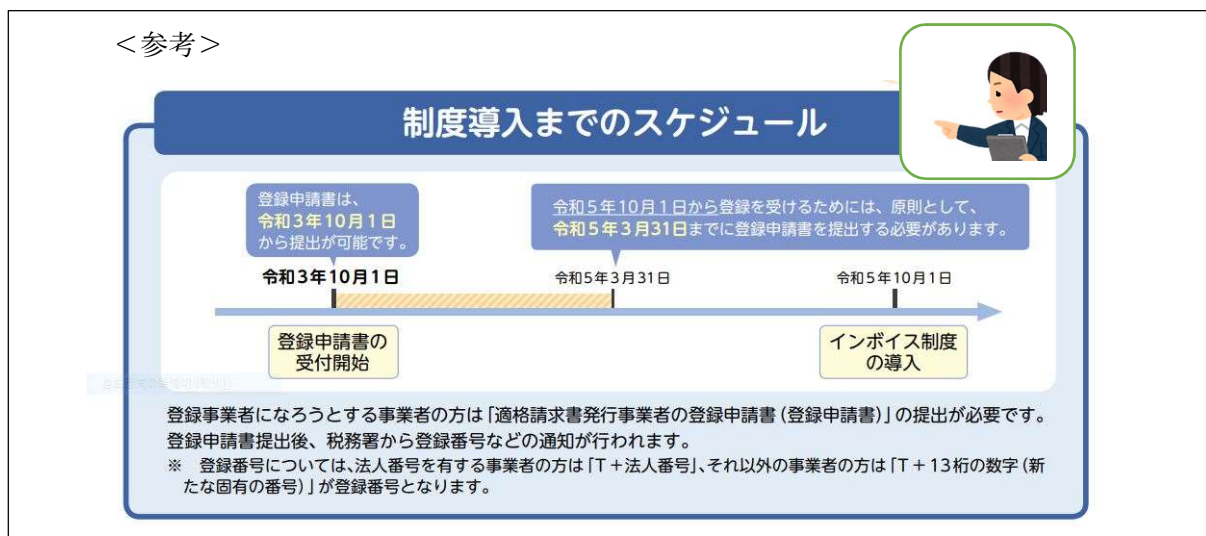 ＜参考＞
制度導入までのスケジュール
登録申請書は、
令和3年10月1日
から提出が可能です。
令和5年10月1日から登録を受けるためには、原則として、
令和5年3月31日までに登録申請書を提出する必要があります。
令和3年10月1日
令和5年3月31日
令和5年10月1日
登録申請書の
受付開始
インボイス制度
の導入
登録事業者になろうとする事業者の方は「適格請求書発行事業者の登録申請書（登録申請書）」の提出が必要です。
登録申請書提出後、税務署から登録番号などの通知が行われます。
※　登録番号については、法人番号を有する事業者の方は「T＋法人番号」、それ以外の事業者の方は「T＋13桁の数字（新
たな固有の番号）」が登録番号となります。